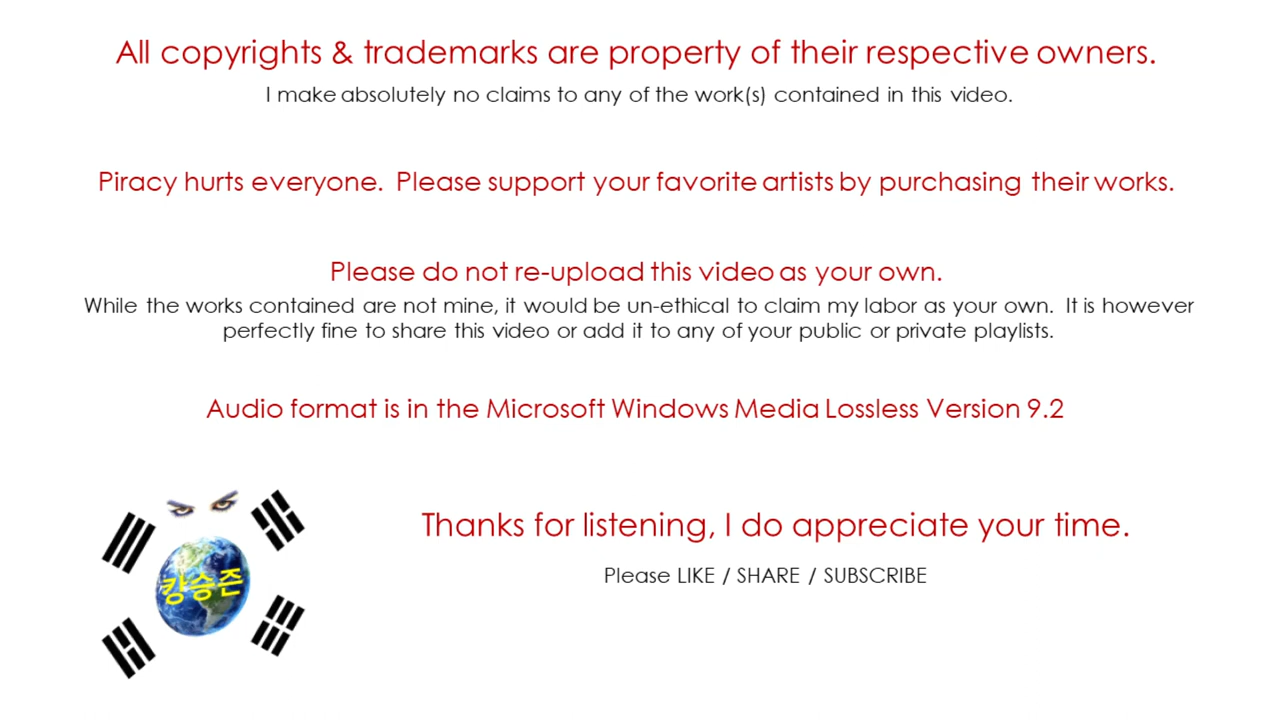 All copyrights & trademarks are property of their respective owners.
I make absolutely no claims to any of the work(s) contained in this video.
Piracy hurts everyone. Please support your favorite artists by purchasing their works.
Please do not re-upload this video as your own.
While the works contained are not mine, it would be un-ethical to claim my labor as your own. It is however
perfectly fine to share this video or add it to any of your public or private playlists.
Audio format is in the Microsoft Windows Media Lossless Version 9.2
Thanks for listening, I do appreciate your time.
Please LIKE / SHARE / SUBSCRIBE
캉승준